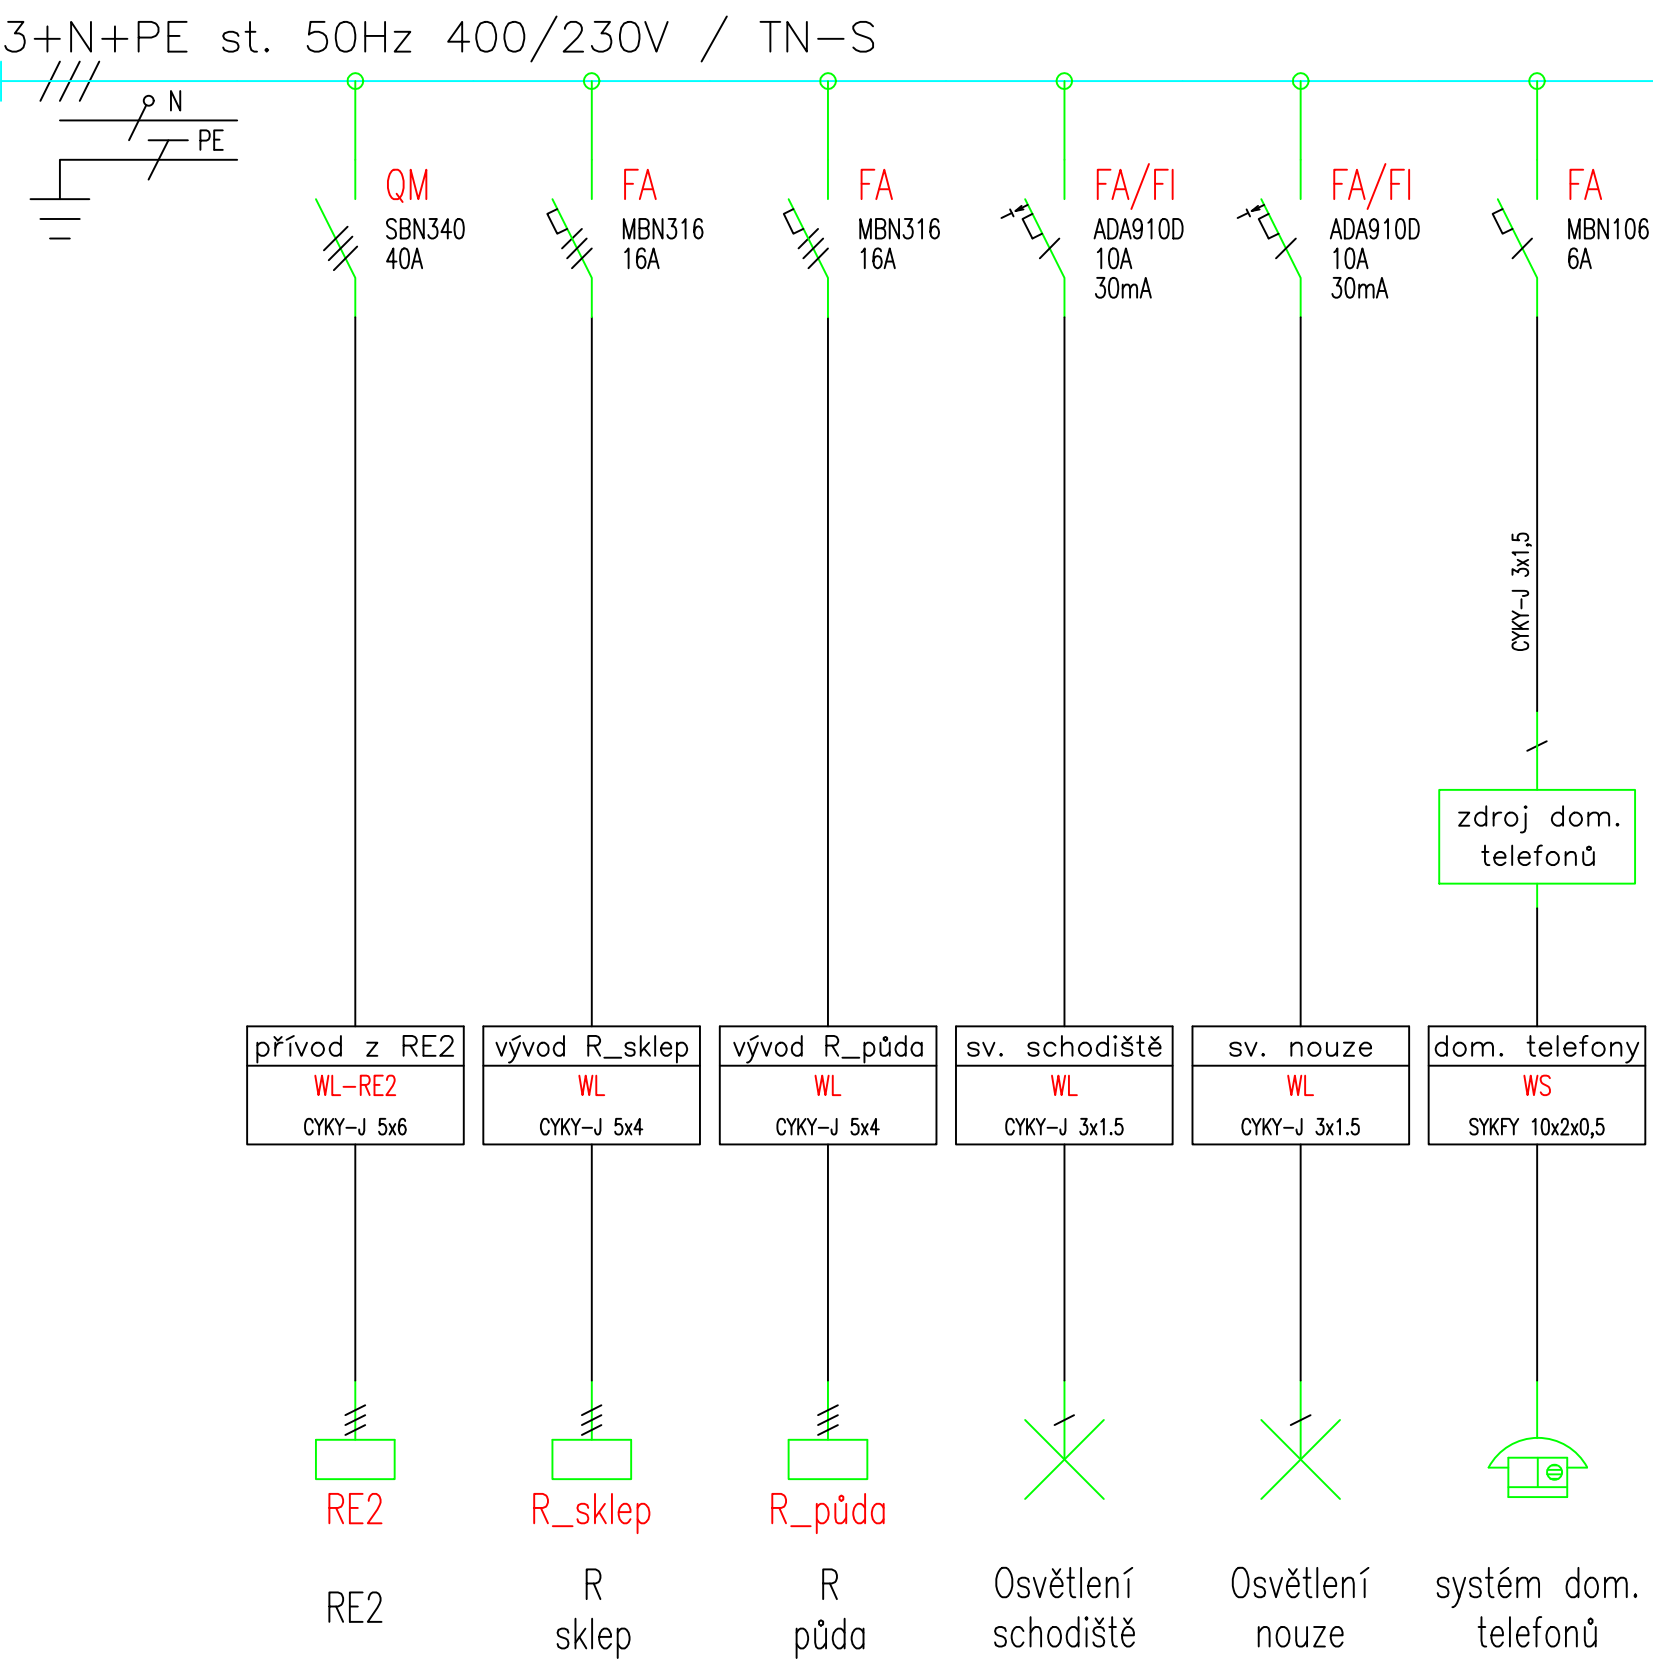 3+N+PE st. 50Hz 400/230V / TN-S
N
PE
QM
SBN340
40A
FA
MBN316
16A
FA
MBN316
16A
FA/FI
ADA910D
10A
30mA
FA/FI
ADA910D
10A
30mA
FA
MBN106
6A
CYKY-J 3x1,5
zdroj dom.
telefonů
přívod z RE2
WL-RE2
CYKY-J 5x6
vývod R_sklep
WL
CYKY-J 5x4
vývod R_půda
WL
CYKY-J 5x4
sv. schodiště
WL
CYKY-J 3x1.5
sv. nouze
WL
CYKY-J 3x1.5
dom. telefony
WS
SYKFY 10x2x0,5
RE2
R_sklep
R_půda
RE2
R
sklep
R
půda
Osvětlení
schodiště
Osvětlení
nouze
systém dom.
telefonů